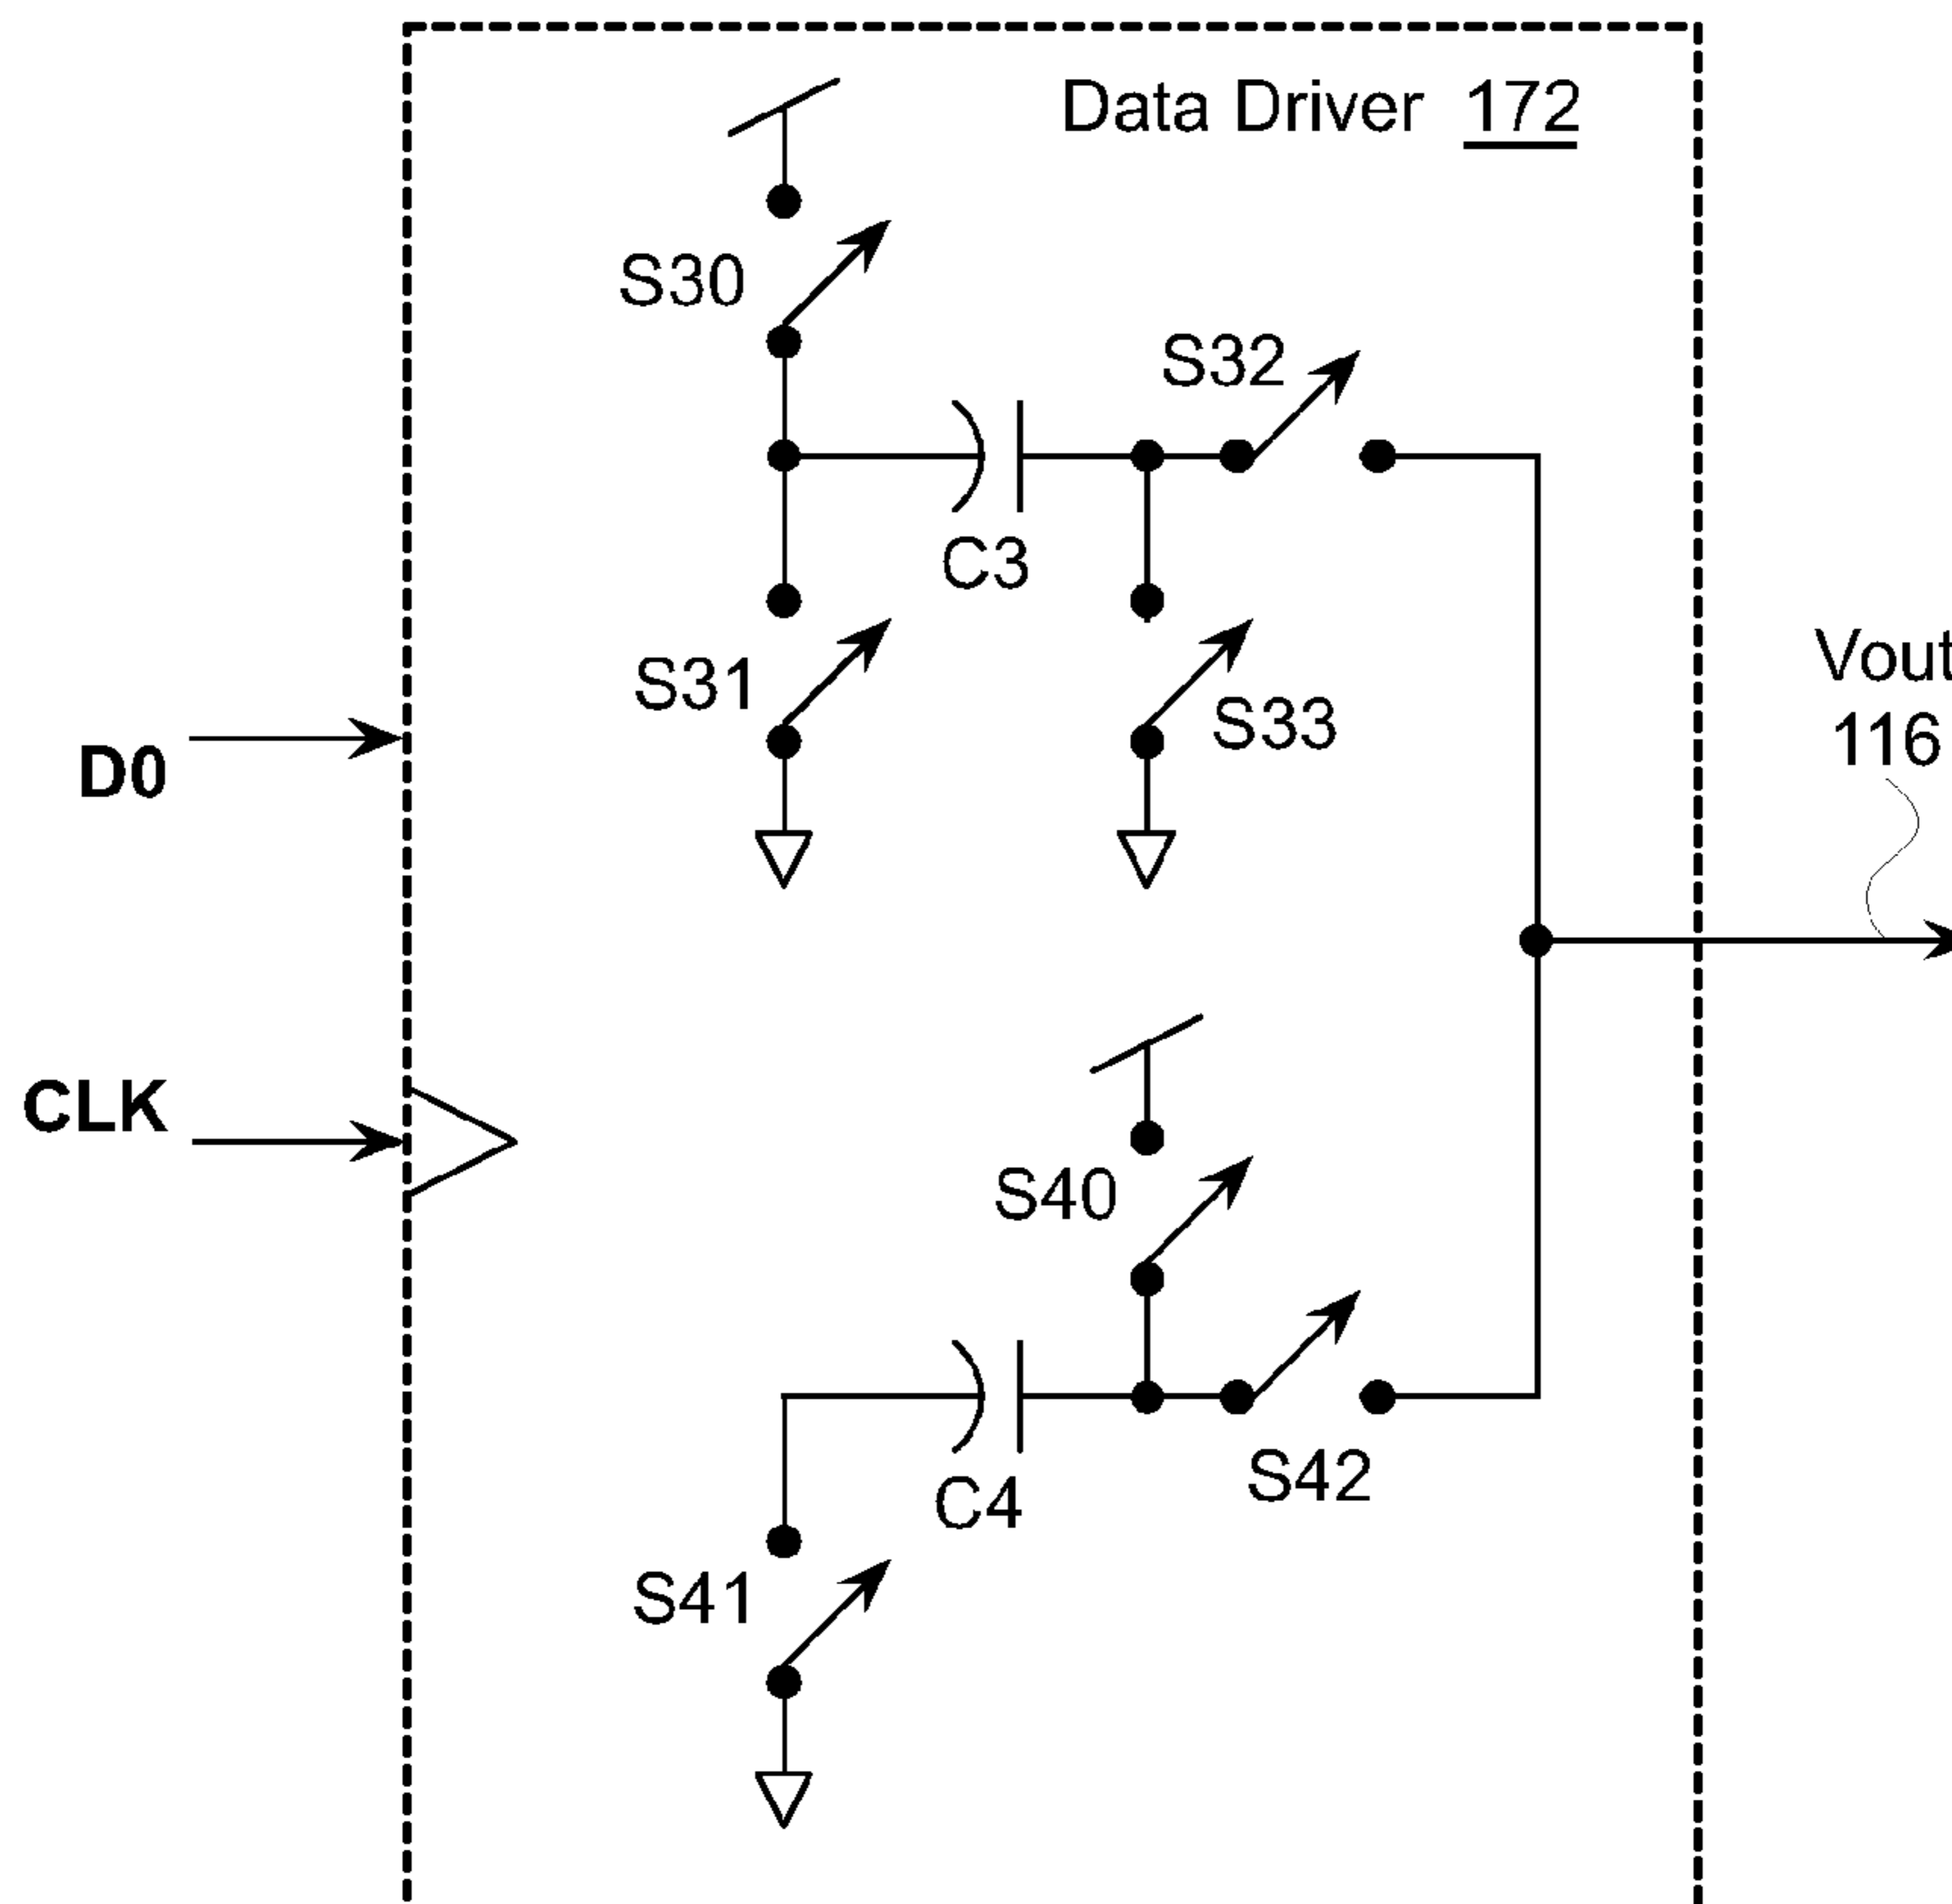 Data Driver 172
S30
S32
C3
S31
S33
Vout
116
D0
CLK
S40
S42
C4
S41